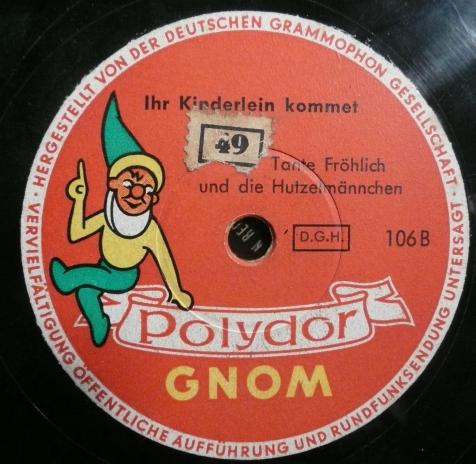 HERGESTELLT VON DER DEUTSCHEN GRAMMOPHON GESELLSCHAFT · VERVIELFÄLTIGUNG ÖFFENTLICHE AUFFÜHRUNG UND RUNDFUNKSENDUNG UNTERSAGT ·
Ihr Kinderlein kommet
49
Tante Fröhlich
und die Hutzelmännchen
D.G.H.
106 B
Polydor
GNOM